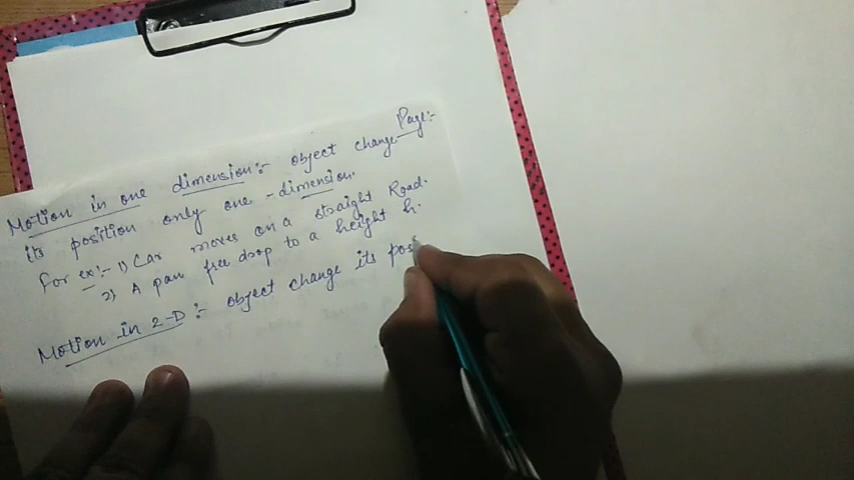 Page:-
Motion in one dimension:- object change
its position only one - dimension.
for ex:- 1) Car moves on a straight Road.
2) A pan free drop to a height h.
Motion in 2-D :- object change its pos